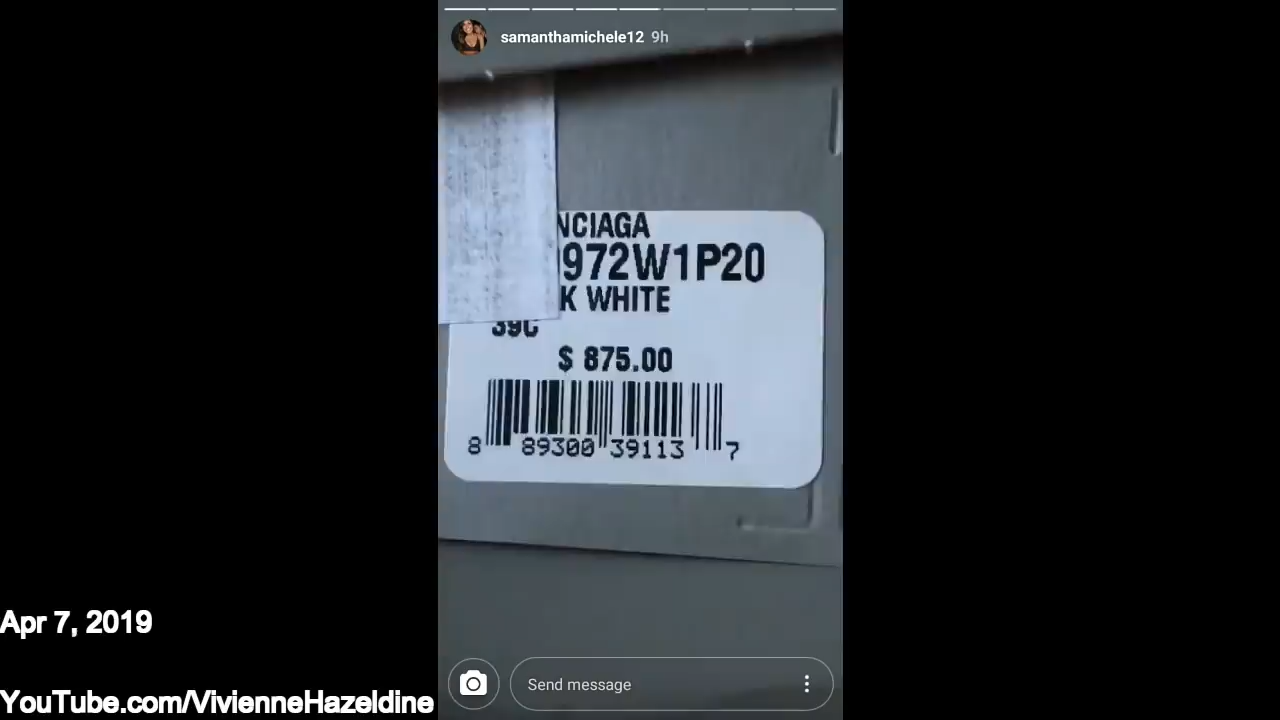 samanthamichele12 9h
NCIAGA
972W1P20
K WHITE
39C
$ 875.00
8 89300 39113 7
Apr 7, 2019
Send message
YouTube.com/VivienneHazeldine